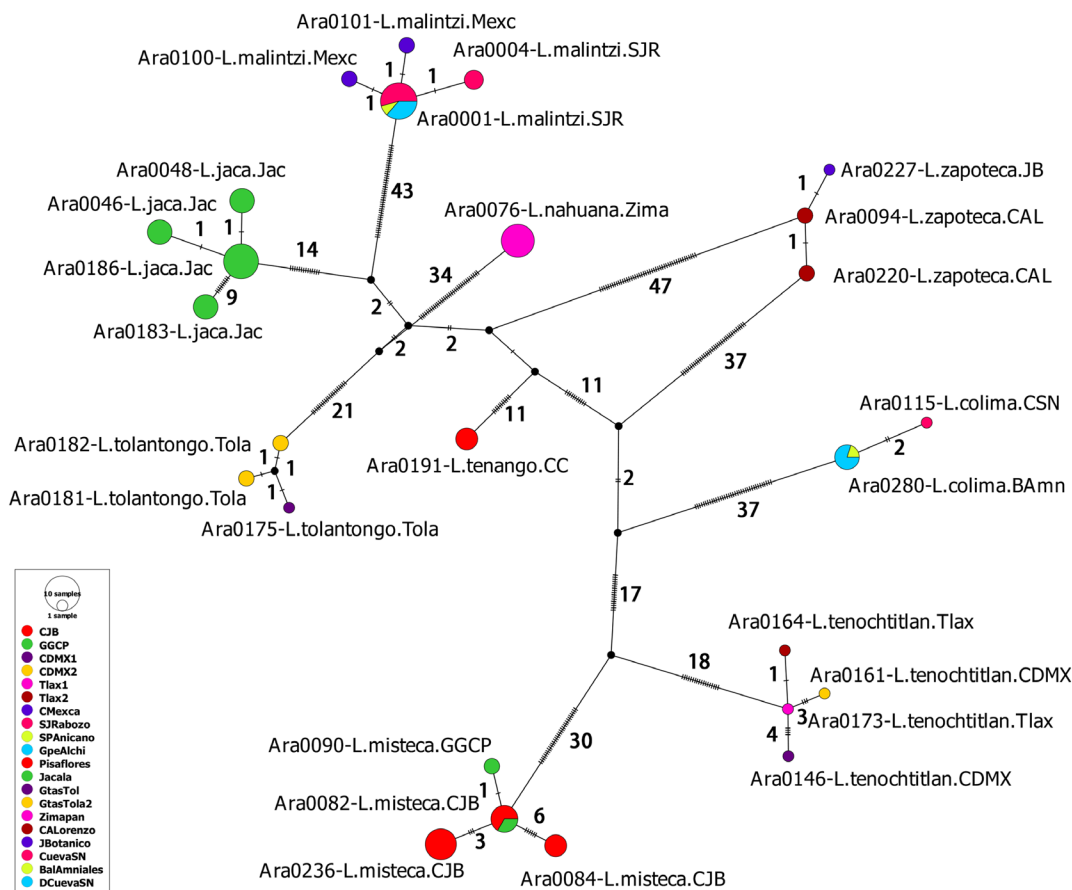 Ara0101-L.malintzi.Mexc
Ara0004-L.malintzi.SJR
Ara0100-L.malintzi.Mexc
1
1
1
1
Ara0001-L.malintzi.SJR
Ara0048-L.jaca.Jac
43
Ara0227-L.zapoteca.JB
Ara0046-L.jaca.Jac
1
Ara0076-L.nahuana.Zima
Ara0094-L.zapoteca.CAL
1
1
14
1
Ara0186-L.jaca.Jac
34
Ara0220-L.zapoteca.CAL
9
47
2
Ara0183-L.jaca.Jac
2
2
37
11
21
11
Ara0115-L.colima.CSN
Ara0182-L.tolantongo.Tola
2
1
1
Ara0191-L.tenango.CC
2
Ara0280-L.colima.BAmn
1
Ara0181-L.tolantongo.Tola
37
Ara0175-L.tolantongo.Tola
17
10 samples
1 sample
Ara0164-L.tenochtitlan.Tlax
18
1
Ara0161-L.tenochtitlan.CDMX
3
Ara0173-L.tenochtitlan.Tlax
4
30
Ara0090-L.misteca.GGCP
Ara0146-L.tenochtitlan.CDMX
1
Ara0082-L.misteca.CJB
6
3
Ara0236-L.misteca.CJB
Ara0084-L.misteca.CJB
CJB
GGCP
CDMX1
CDMX2
Tlax1
Tlax2
CMexca
SJRabozo
SPAnicano
GpeAlchi
Pisaflores
Jacala
GtasTol
GtasTola2
Zimapan
CALorenzo
JBotanico
CuevaSN
BalAmniales
DCuevaSN